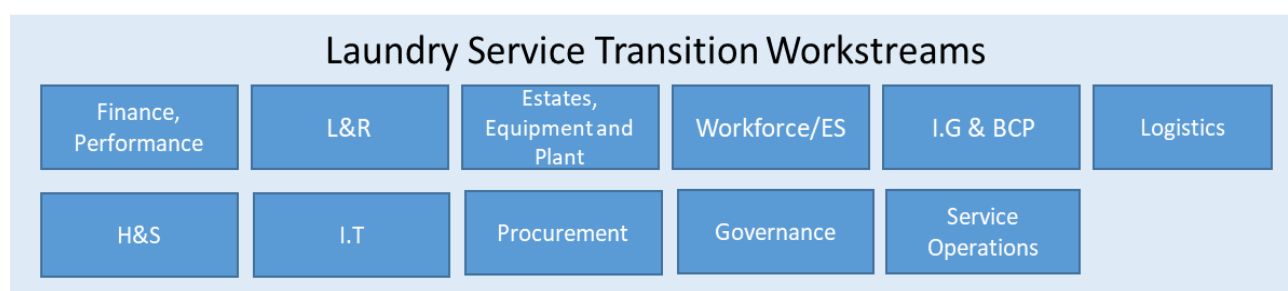 Laundry Service Transition Workstreams
Finance,
Performance
L&R
Estates,
Equipment and
Plant
Workforce/ES
I.G & BCP
Logistics
H&S
I.T
Procurement
Governance
Service
Operations